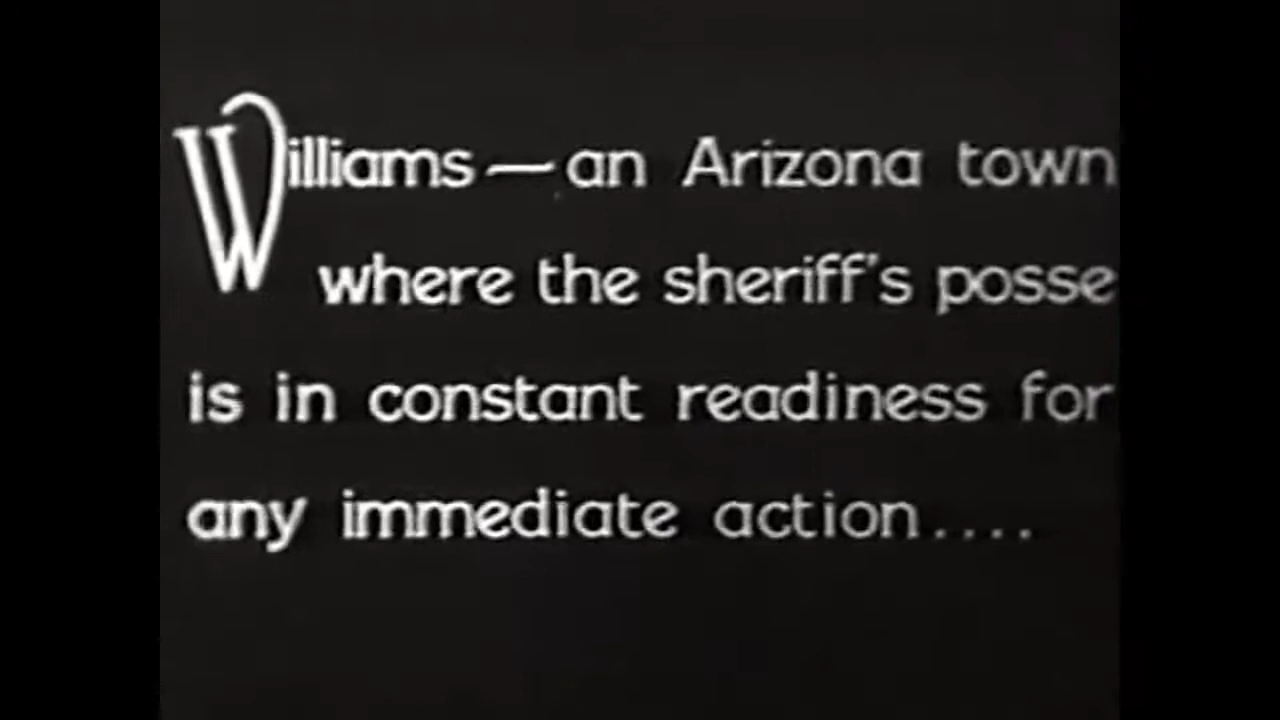 Williams — an Arizona town
where the sheriff's posse
is in constant readiness for
any immediate action....